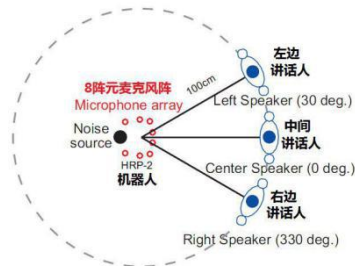 左边
讲话人
8阵元麦克风阵
100cm
Microphone array
Left Speaker (30 deg.)
Noise
source
中间
讲话人
HRP-2
Center Speaker (0 deg.)
机器人
右边
讲话人
Right Speaker (330 deg.)